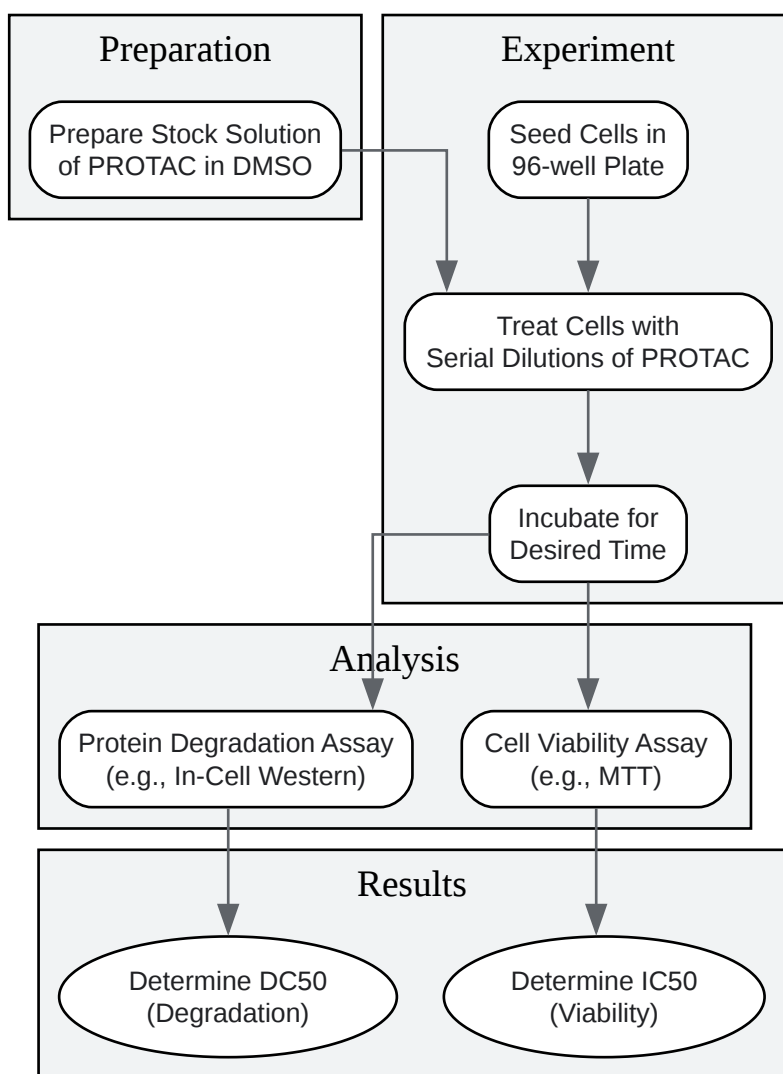 Preparation
Prepare Stock Solution
of PROTAC in DMSO
Experiment
Seed Cells in
96-well Plate
Treat Cells with
Serial Dilutions of PROTAC
Incubate for
Desired Time
Analysis
Protein Degradation Assay
(e.g., In-Cell Western)
Cell Viability Assay
(e.g., MTT)
Results
Determine DC50
(Degradation)
Determine IC50
(Viability)